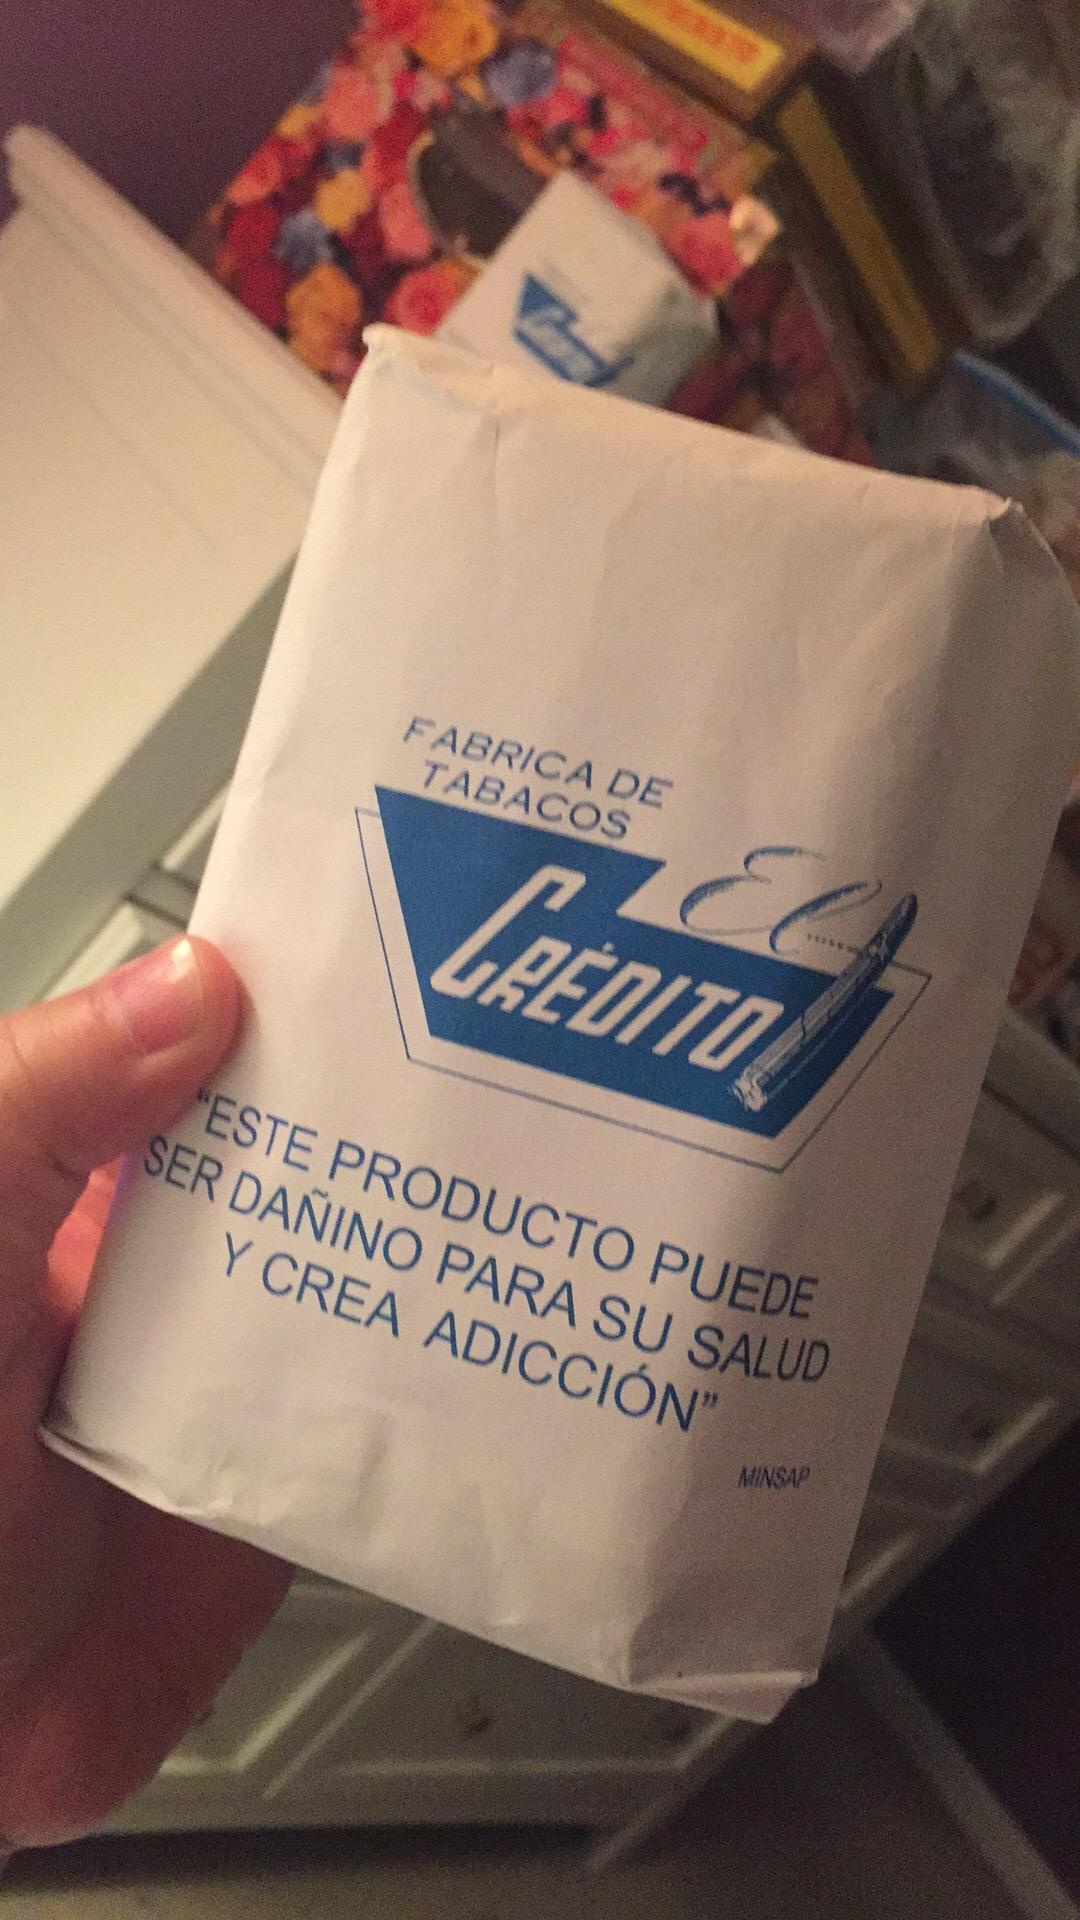 FABRICA DE
TABACOS
El
CRÉDITO
"ESTE PRODUCTO PUEDE
SER DAÑINO PARA SU SALUD
Y CREA ADICCIÓN"
MINSAP